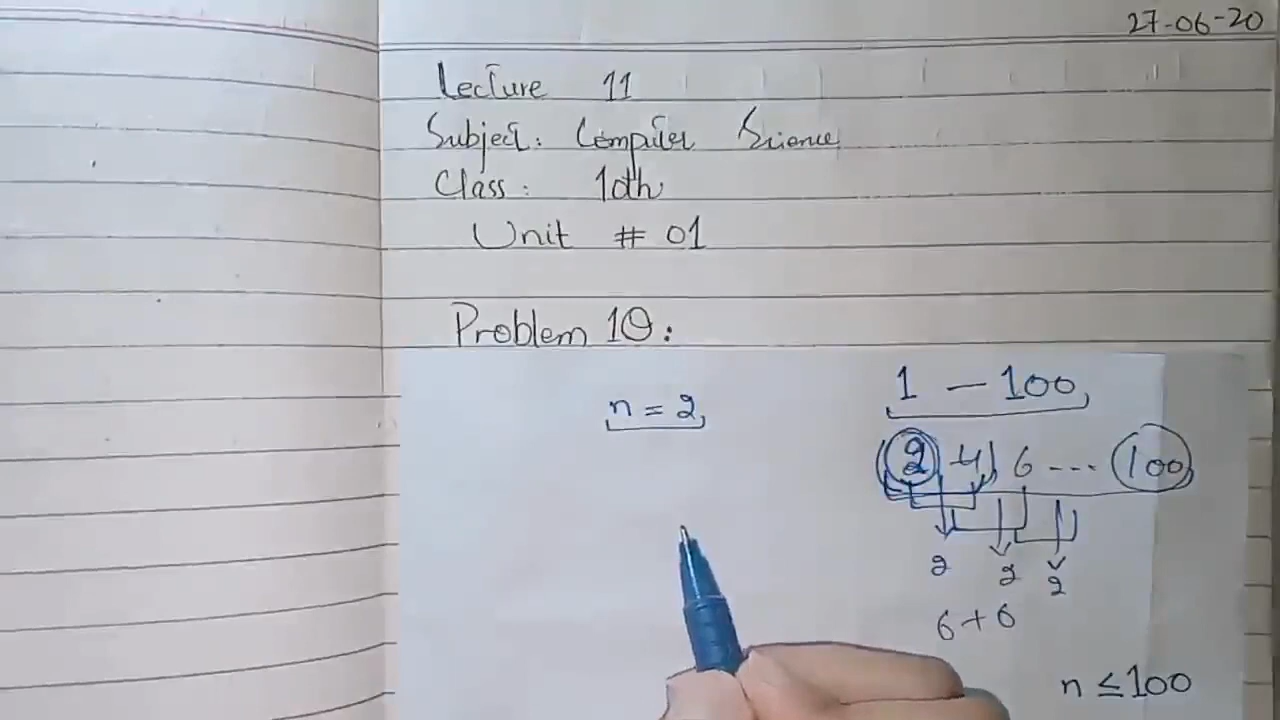 27-06-20
Lecture 11
Subject: Computer Science
Class: 10th
Unit # 01
Problem 10:
1 — 100
n = 2
2 4 6 --- 100
2 2 2
6 + 6
n ≤ 100